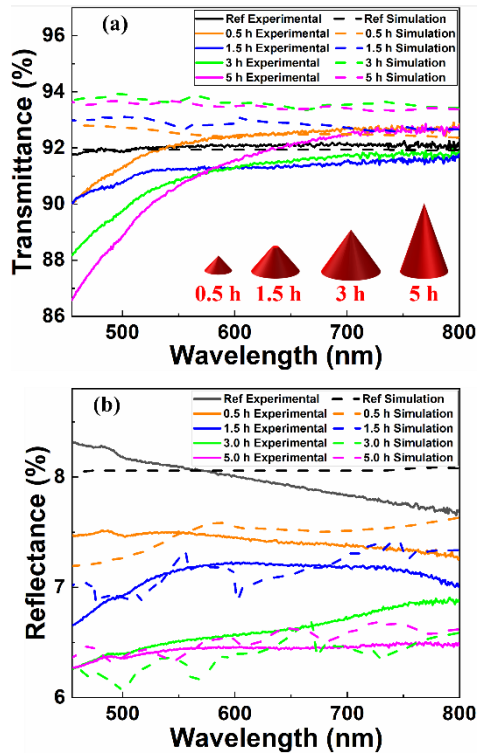 (a)
Ref Experimental Ref Simulation
0.5 h Experimental 0.5 h Simulation
1.5 h Experimental 1.5 h Simulation
3 h Experimental 3 h Simulation
5 h Experimental 5 h Simulation
Transmittance (%)
96
94
92
90
88
86
0.5 h 1.5 h 3 h 5 h
500 600 700 800
Wavelength (nm)
(b)
Ref Experimental Ref Simulation
0.5 h Experimental 0.5 h Simulation
1.5 h Experimental 1.5 h Simulation
3.0 h Experimental 3.0 h Simulation
5.0 h Experimental 5.0 h Simulation
Reflectance (%)
8
7
6
500 600 700 800
Wavelength (nm)